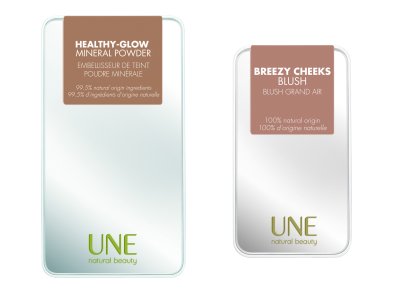 HEALTHY-GLOW
MINERAL POWDER
EMBELLISSEUR DE TEINT
POUDRE MINÉRALE
99,5% natural origin ingredients
99,5% d'ingrédients d'origine naturelle
UNE
natural beauty
BREEZY CHEEKS
BLUSH
BLUSH GRAND AIR
100% natural origin
100% d'origine naturelle
UNE
natural beauty